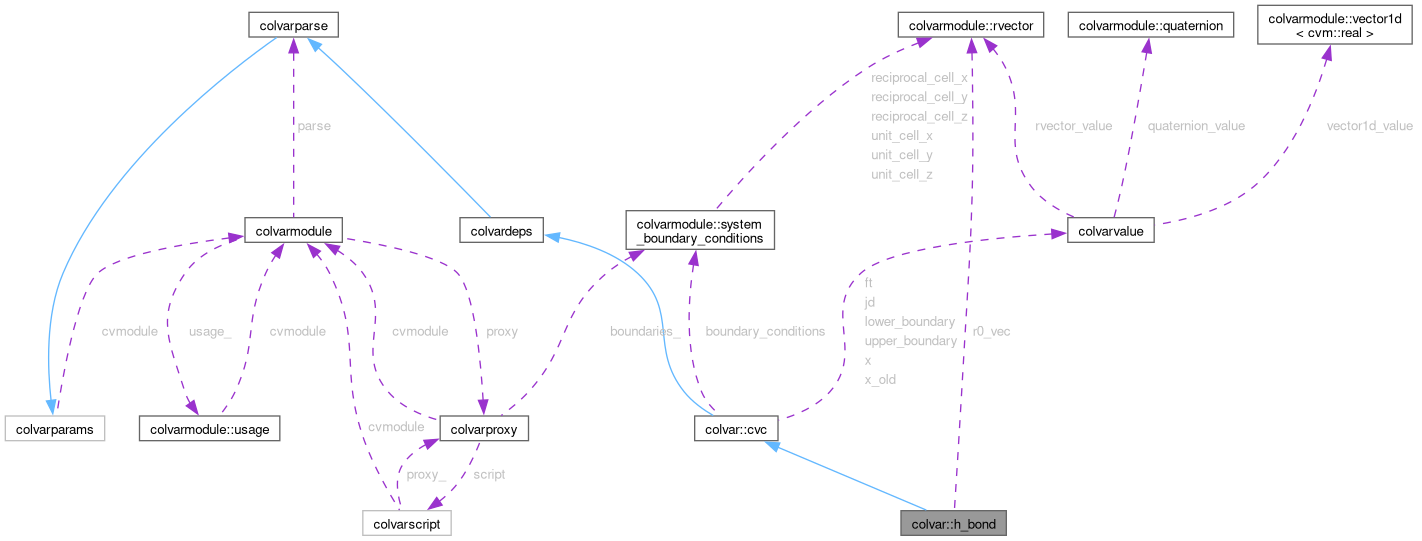 colvarparse
colvarmodule::rvector
colvarmodule::quaternion
colvarmodule::vector1d
< cvm::real >
reciprocal_cell_x
reciprocal_cell_y
reciprocal_cell_z
unit_cell_x
unit_cell_y
unit_cell_z
parse
rvector_value
quaternion_value
vector1d_value
colvarmodule
colvardeps
colvarmodule::system
_boundary_conditions
colvarvalue
ft
jd
lower_boundary
upper_boundary
x
x_old
cvmodule
usage_
cvmodule
cvmodule
proxy
boundaries_
boundary_conditions
r0_vec
colvarparams
colvarmodule::usage
cvmodule
colvarproxy
colvar::cvc
proxy_
script
colvarscript
colvar::h_bond